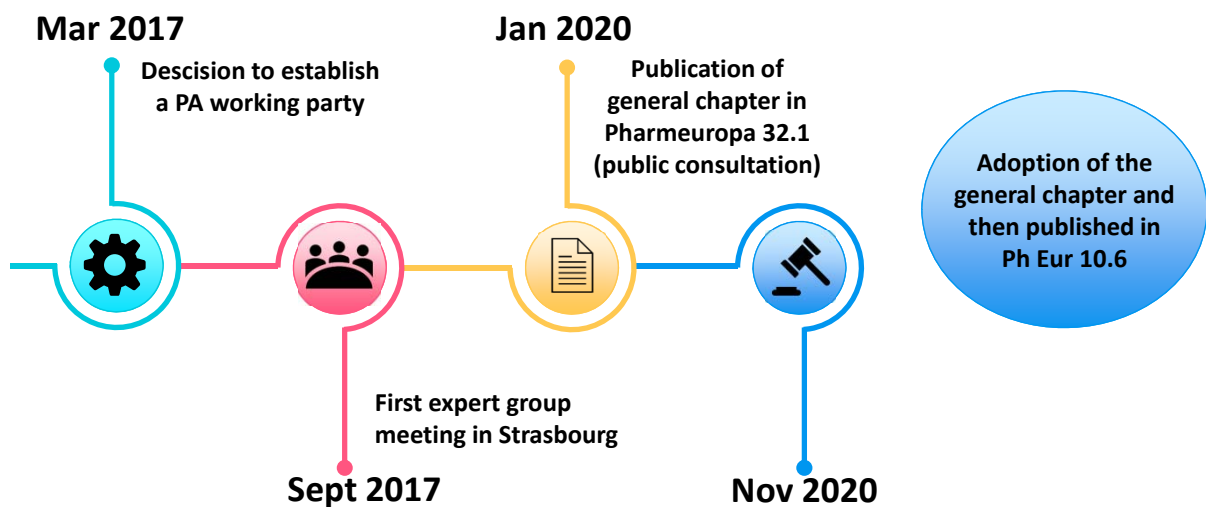 Mar 2017
Descision to establish
a PA working party
First expert group
meeting in Strasbourg
Sept 2017
Jan 2020
Publication of
general chapter in
Pharmeuropa 32.1
(public consultation)
Nov 2020
Adoption of the
general chapter and
then published in
Ph Eur 10.6